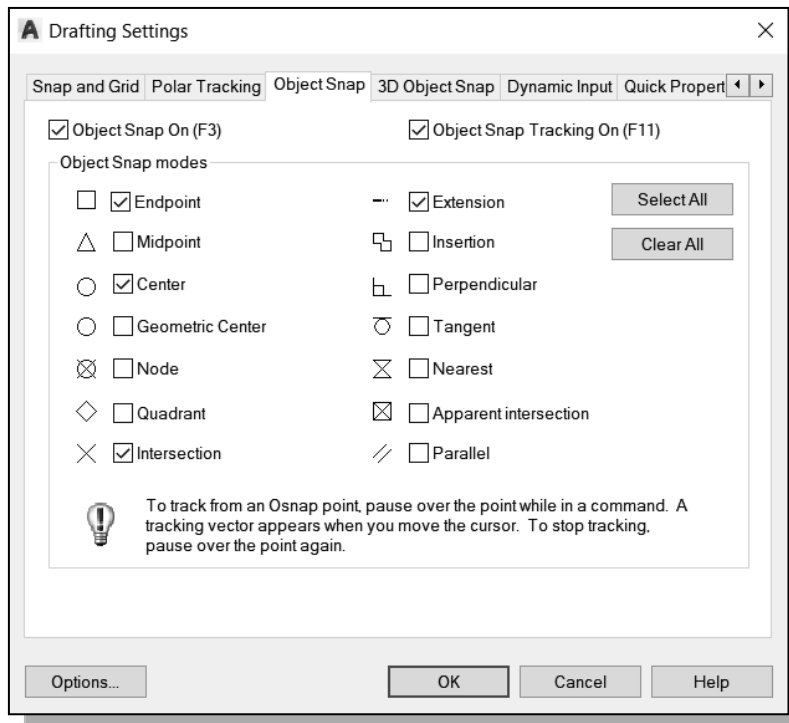 Drafting Settings
Snap and Grid Polar Tracking Object Snap 3D Object Snap Dynamic Input Quick Propert
Object Snap On (F3) Object Snap Tracking On (F11)
Object Snap modes
Endpoint Extension Select All
Midpoint Insertion Clear All
Center Perpendicular
Geometric Center Tangent
Node Nearest
Quadrant Apparent intersection
Intersection Parallel
To track from an Osnap point, pause over the point while in a command. A
tracking vector appears when you move the cursor. To stop tracking,
pause over the point again.
Options... OK Cancel Help